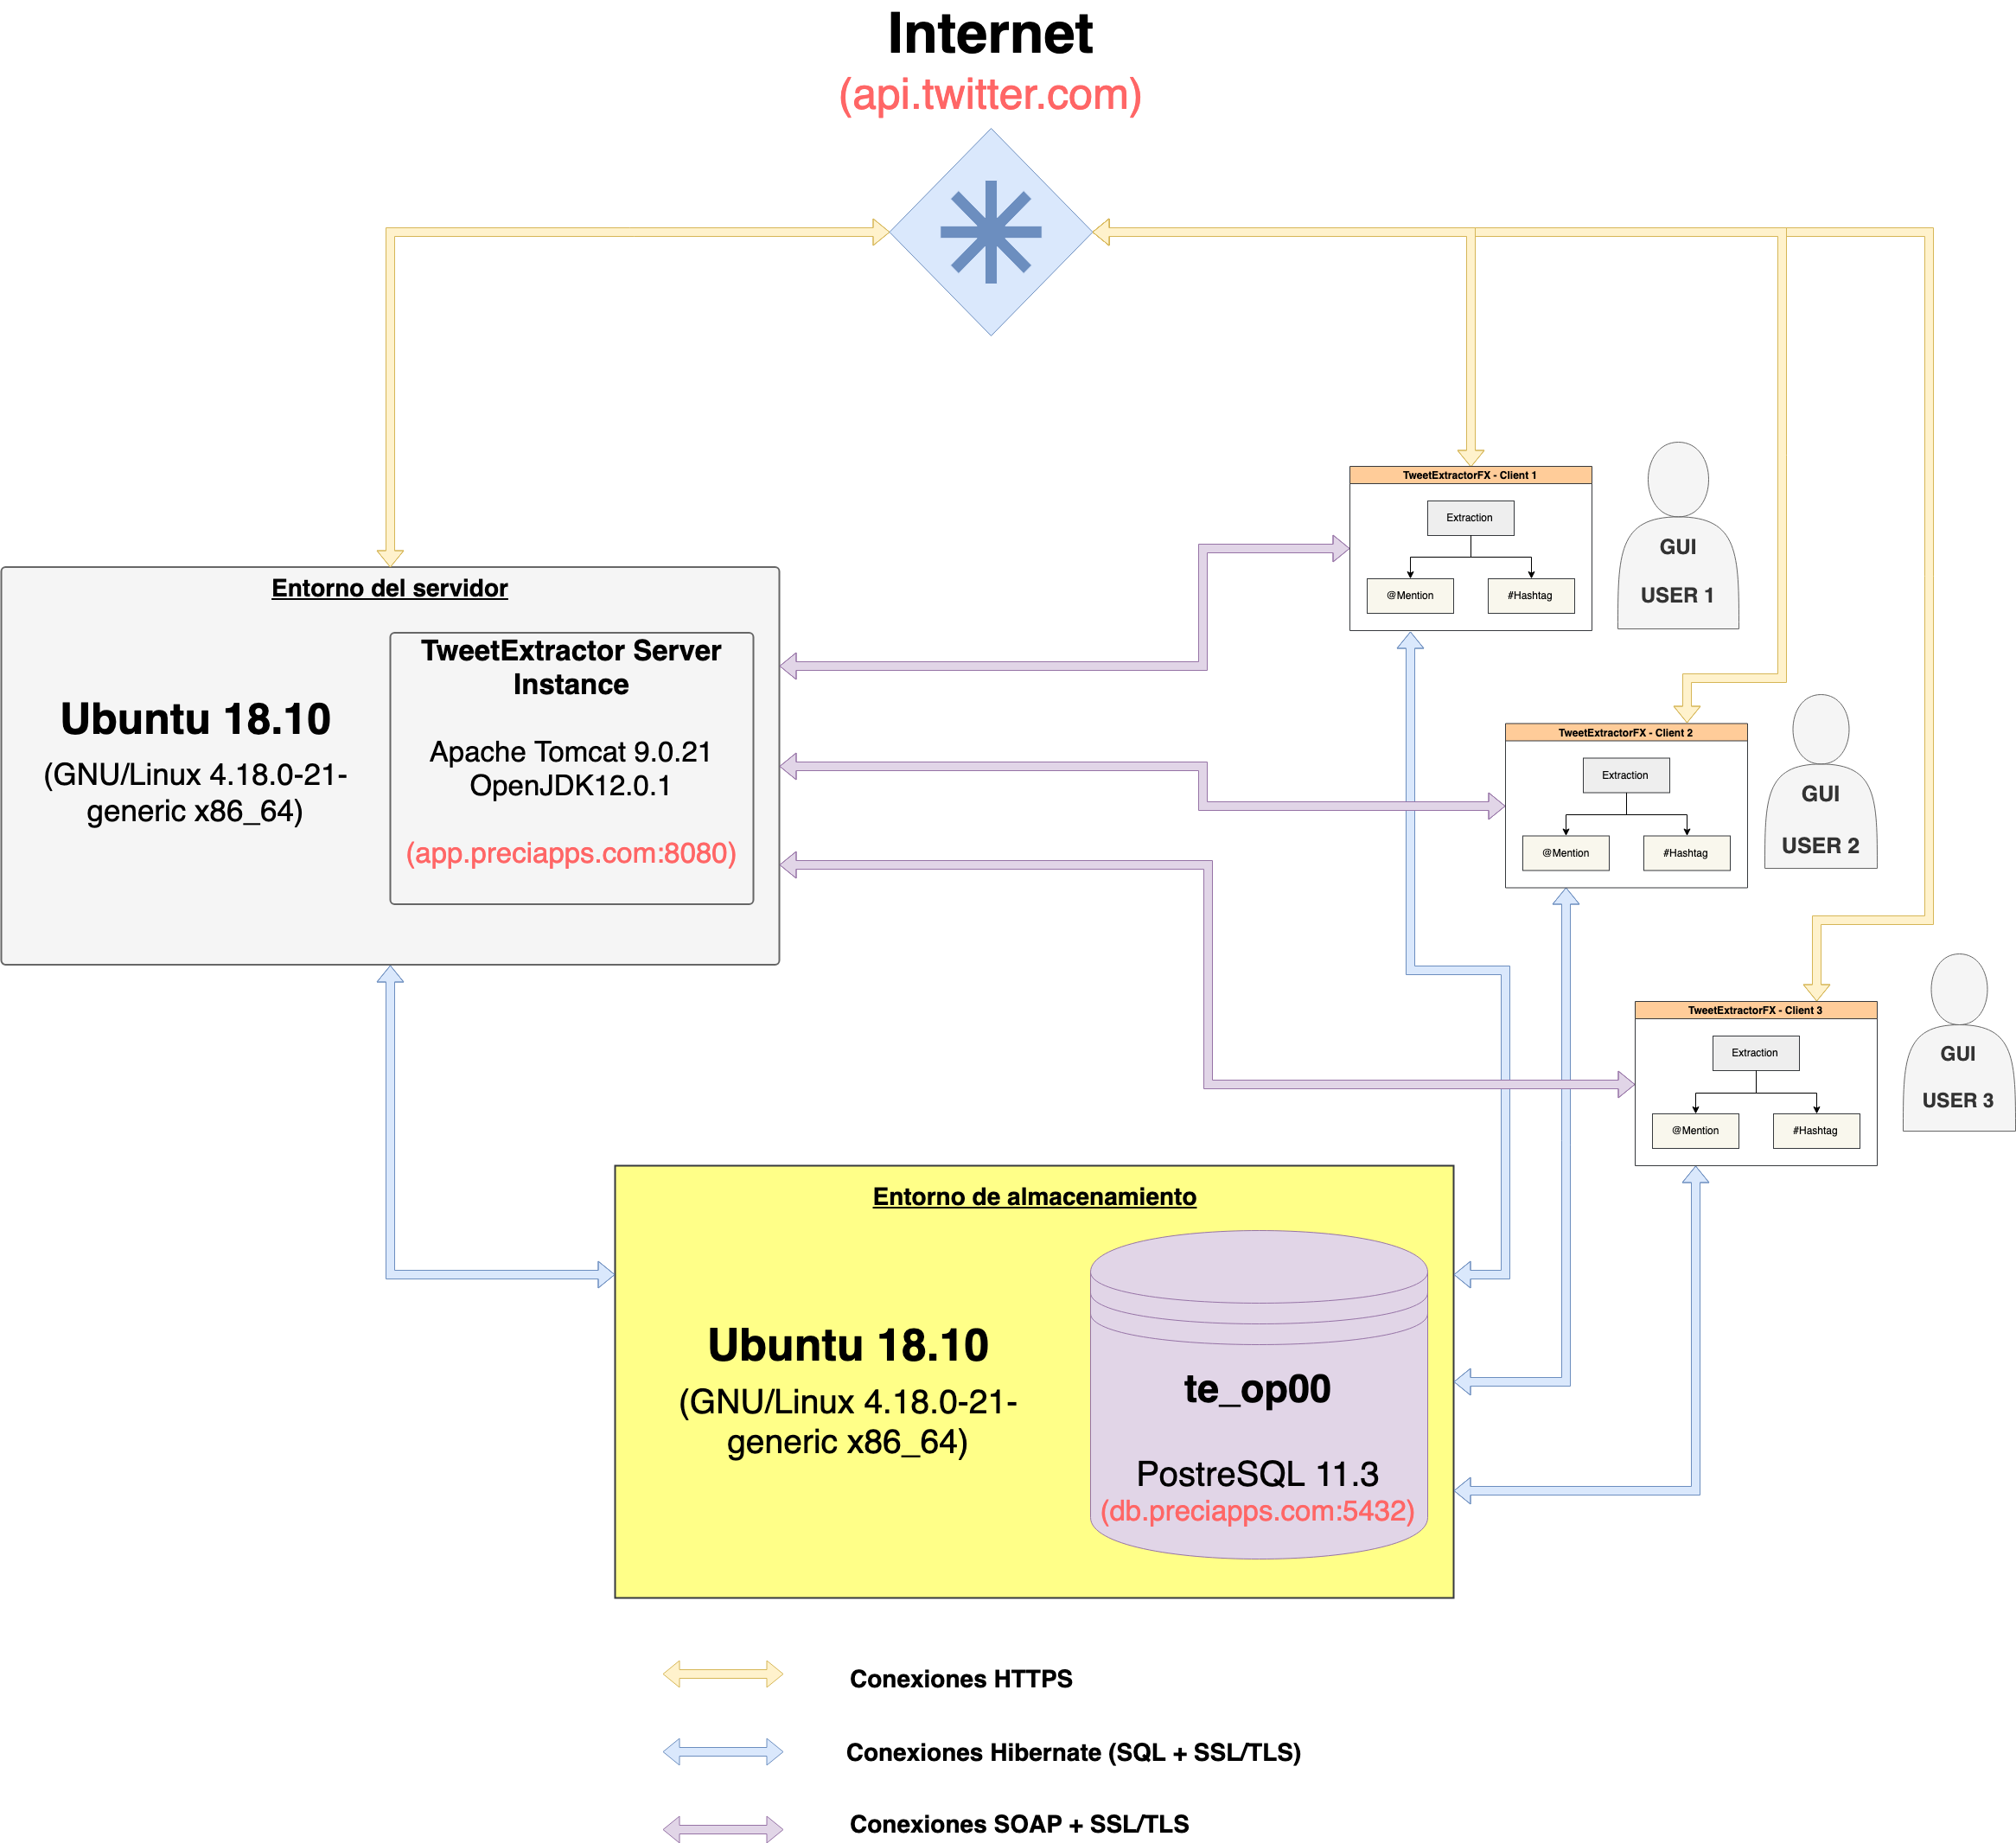 Internet
(api.twitter.com)
TweetExtractorFX - Client 1
Extraction
@Mention
#Hashtag
GUI
USER 1
Entorno del servidor
Ubuntu 18.10
(GNU/Linux 4.18.0-21-
generic x86_64)
TweetExtractor Server
Instance
Apache Tomcat 9.0.21
OpenJDK12.0.1
(app.preciapps.com:8080)
TweetExtractorFX - Client 2
Extraction
@Mention
#Hashtag
GUI
USER 2
TweetExtractorFX - Client 3
Extraction
@Mention
#Hashtag
GUI
USER 3
Entorno de almacenamiento
Ubuntu 18.10
(GNU/Linux 4.18.0-21-
generic x86_64)
te_op00
PostreSQL 11.3
(db.preciapps.com:5432)
Conexiones HTTPS
Conexiones Hibernate (SQL + SSL/TLS)
Conexiones SOAP + SSL/TLS